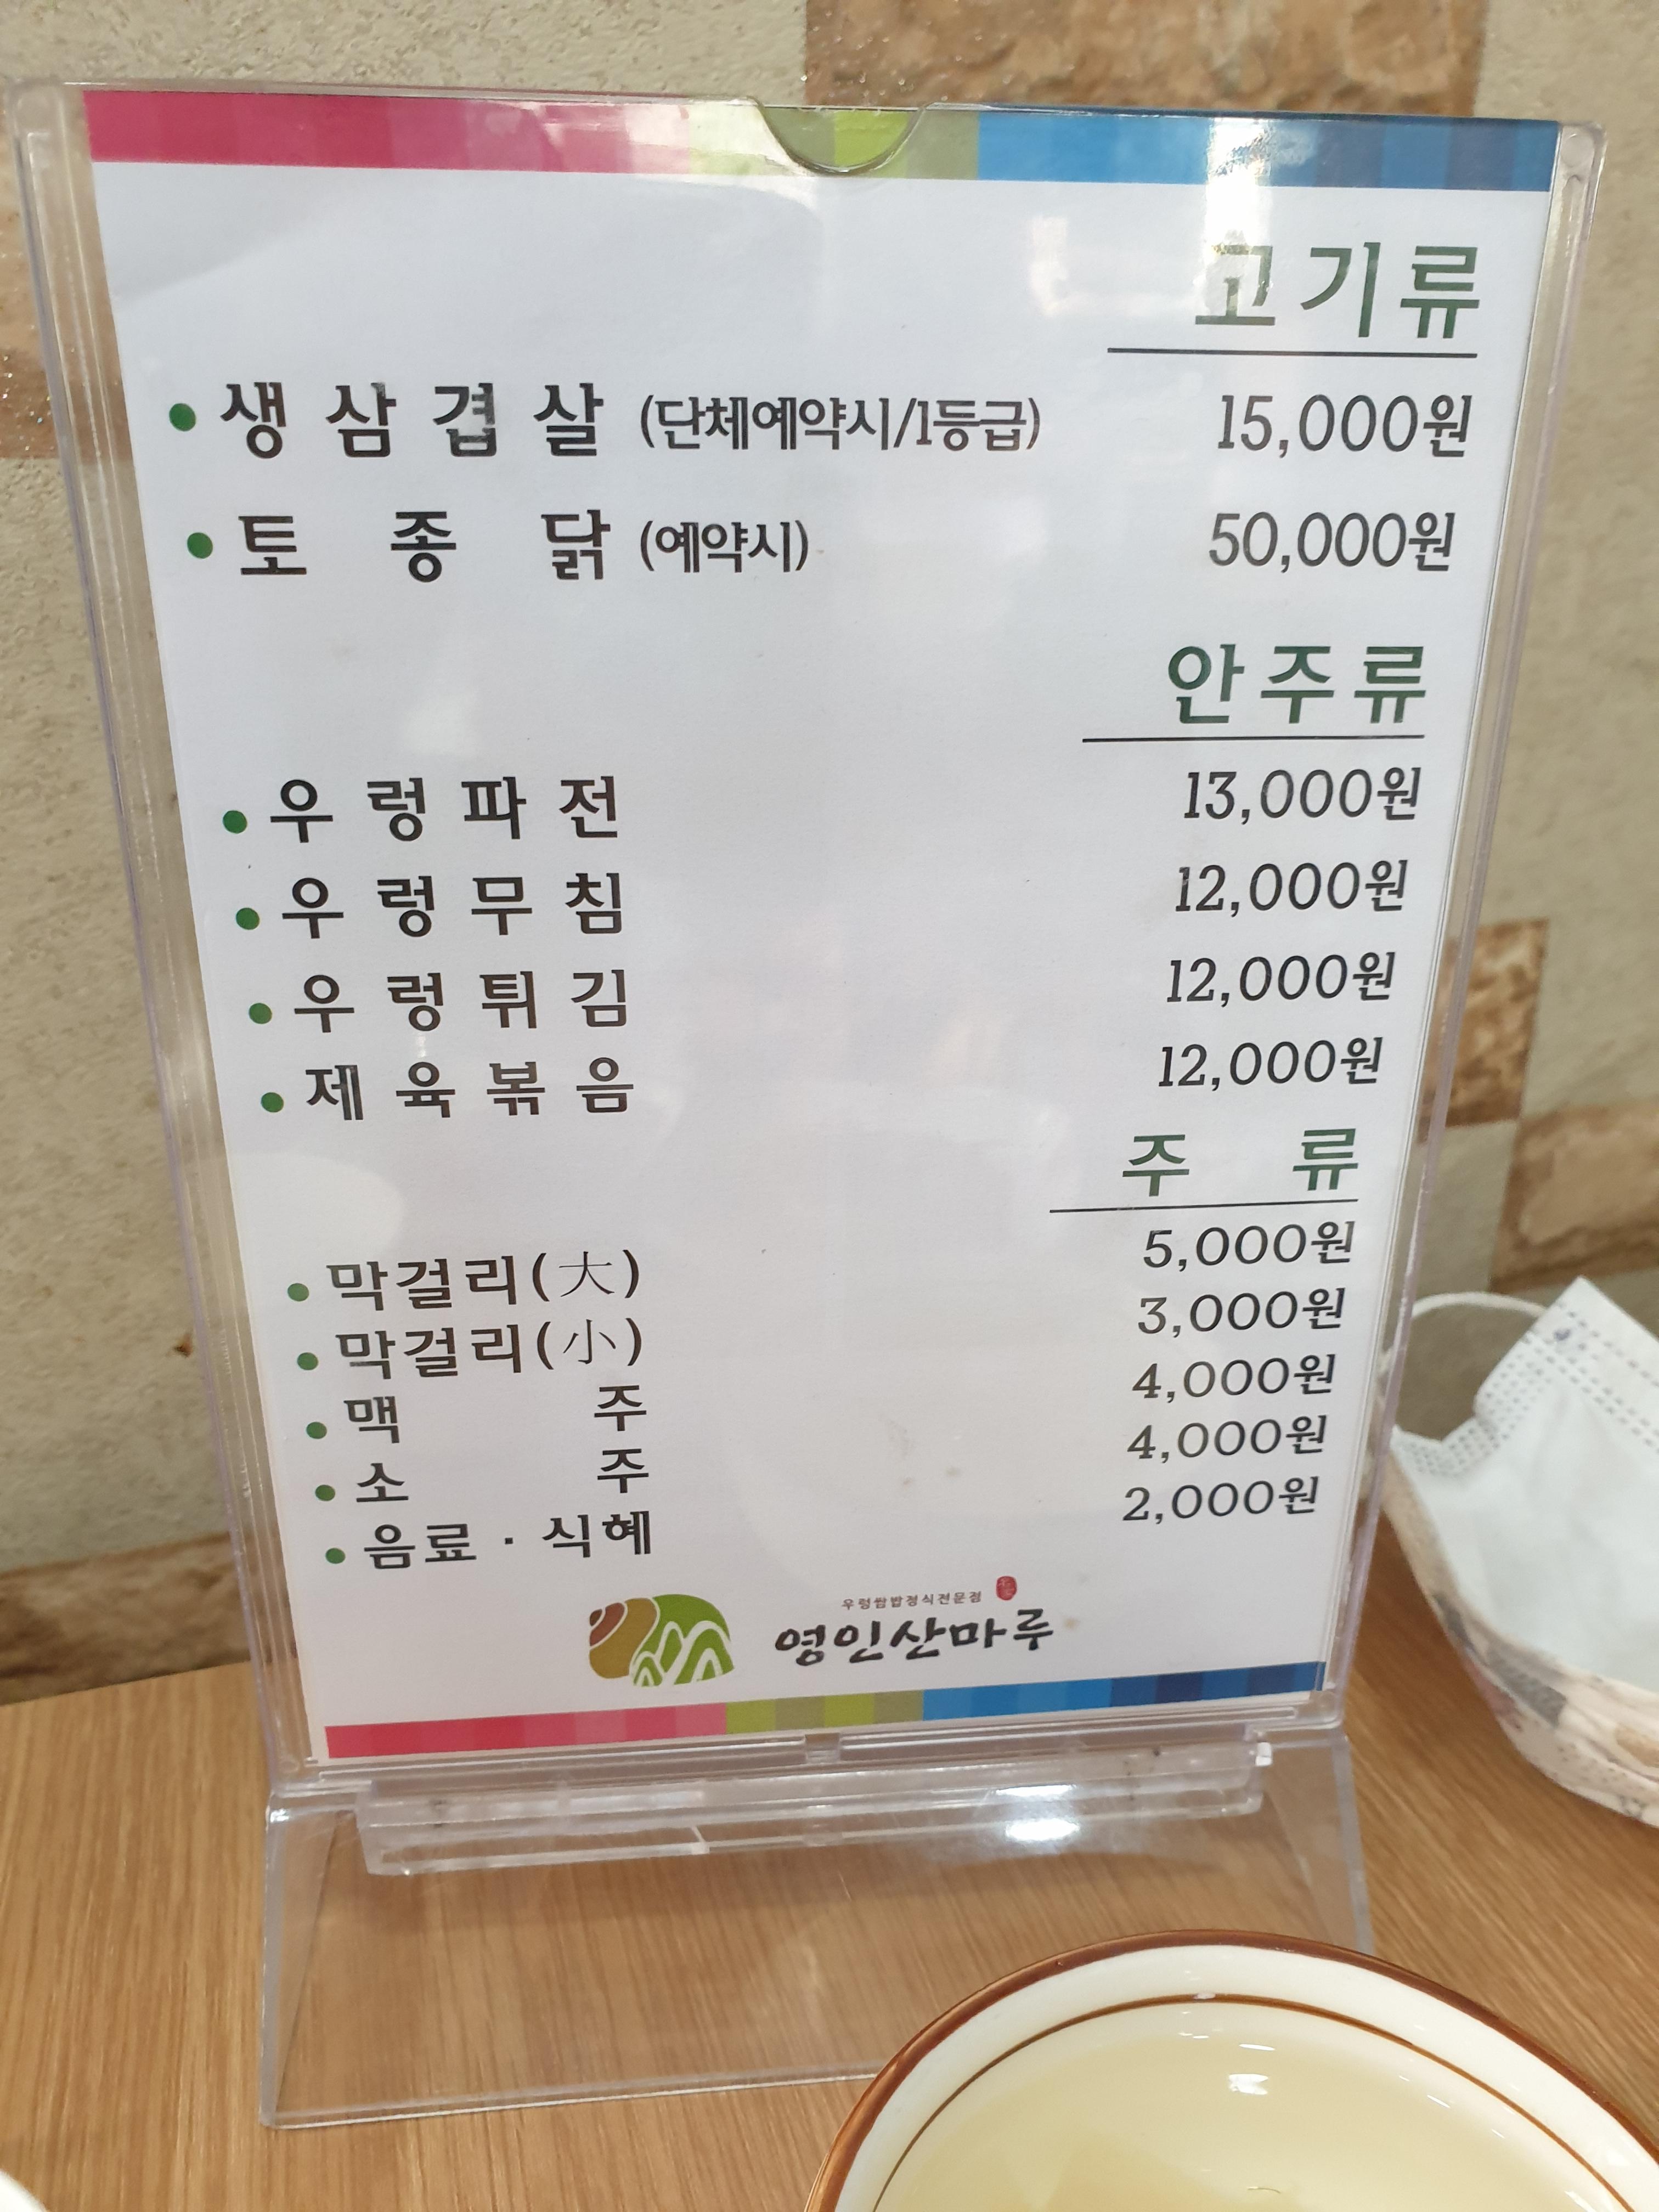 고기류
생삼겹살 (단체예약시/1등급) 15,000원
토종닭 (예약시) 50,000원
안주류
우렁파전 13,000원
우렁무침 12,000원
우렁튀김 12,000원
제육볶음 12,000원
주류
막걸리(大) 5,000원
막걸리(小) 3,000원
맥주 4,000원
소주 4,000원
음료 · 식혜 2,000원
우렁쌈밥정식전문점
영인산마루